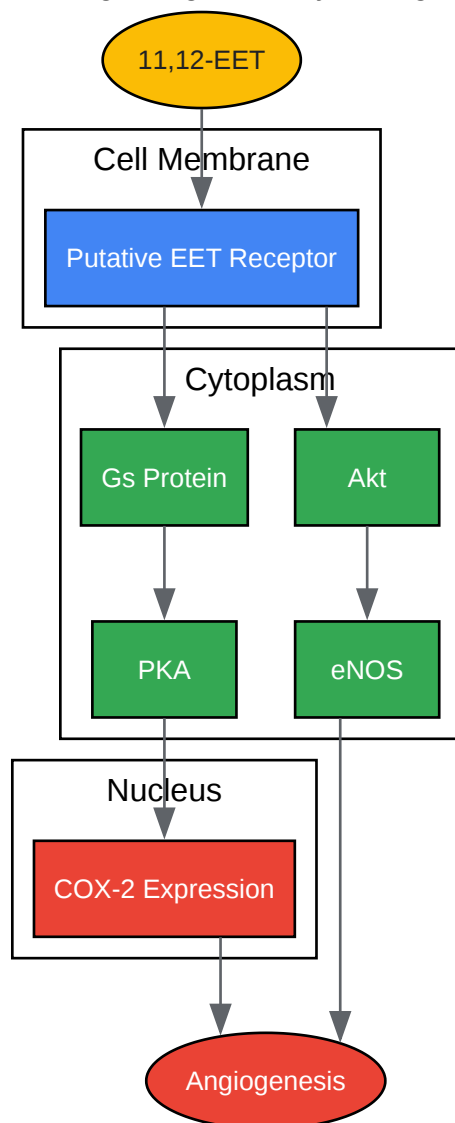 11,12-EET
Cell Membrane
Putative EET Receptor
Cytoplasm
Gs Protein
Akt
PKA
eNOS
Nucleus
COX-2 Expression
Angiogenesis